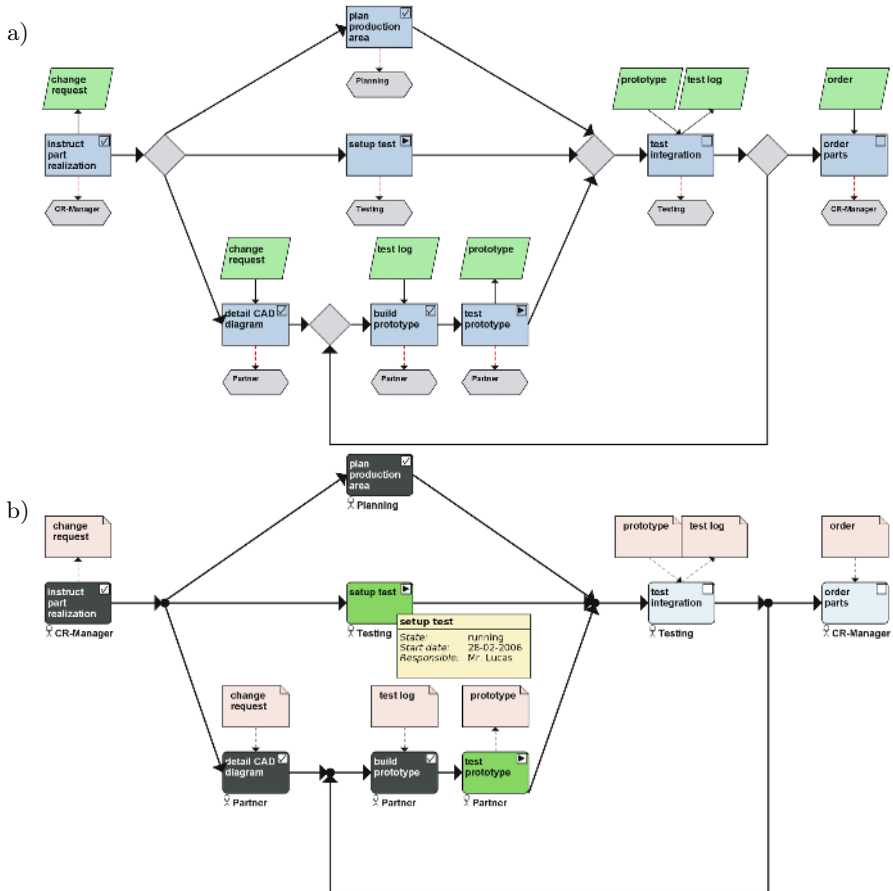 a)
plan
production
area
Planning
change
request
prototype
test log
order
instruct
part
realization
setup test
test
integration
order
parts
CR-Manager
Testing
Testing
CR-Manager
change
request
test log
prototype
detail CAD
diagram
build
prototype
test
prototype
Partner
Partner
Partner
b)
plan
production
area
Planning
change
request
prototype
test log
order
instruct
part
realization
setup test
test
integration
order
parts
CR-Manager
Testing
Testing
CR-Manager
setup test
State: running
Start date: 28-02-2006
Responsible: Mr. Lucas
change
request
test log
prototype
detail CAD
diagram
build
prototype
test
prototype
Partner
Partner
Partner